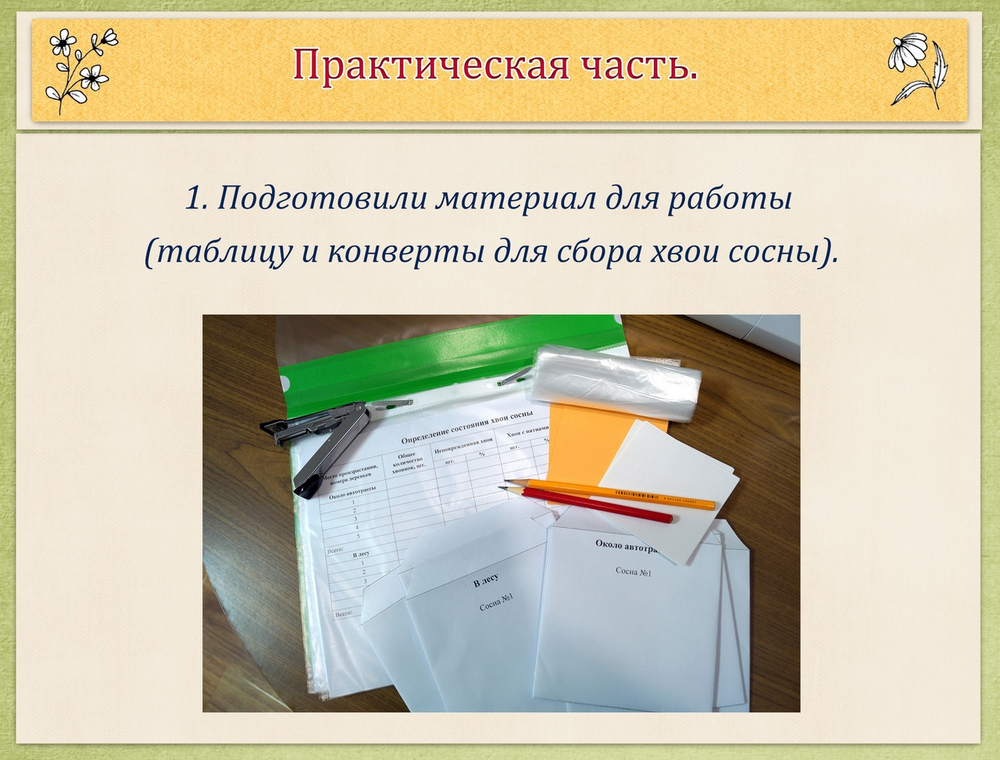 Практическая часть.
1. Подготовили материал для работы
(таблицу и конверты для сбора хвои сосны).
Определение состояния хвои сосны
Место произрастания, номера деревьев
Общее количество хвоинок, шт.
Неповрежденная хвоя
Хвоя с пятнами
шт.
%
шт.
%
Около автотрассы
1
2
3
4
5
Всего:
В лесу
1
2
3
Всего:
В лесу
Сосна №1
Около автотра
Сосна №1